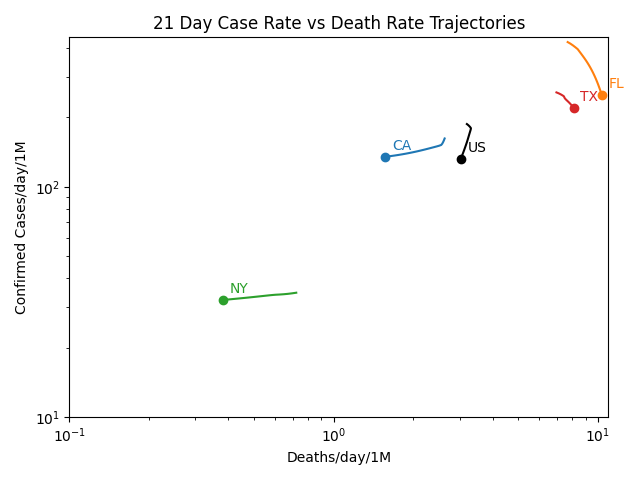 21 Day Case Rate vs Death Rate Trajectories
Confirmed Cases/day/1M
10²
10¹
FL
TX
CA
US
NY
10⁻¹
10⁰
10¹
Deaths/day/1M